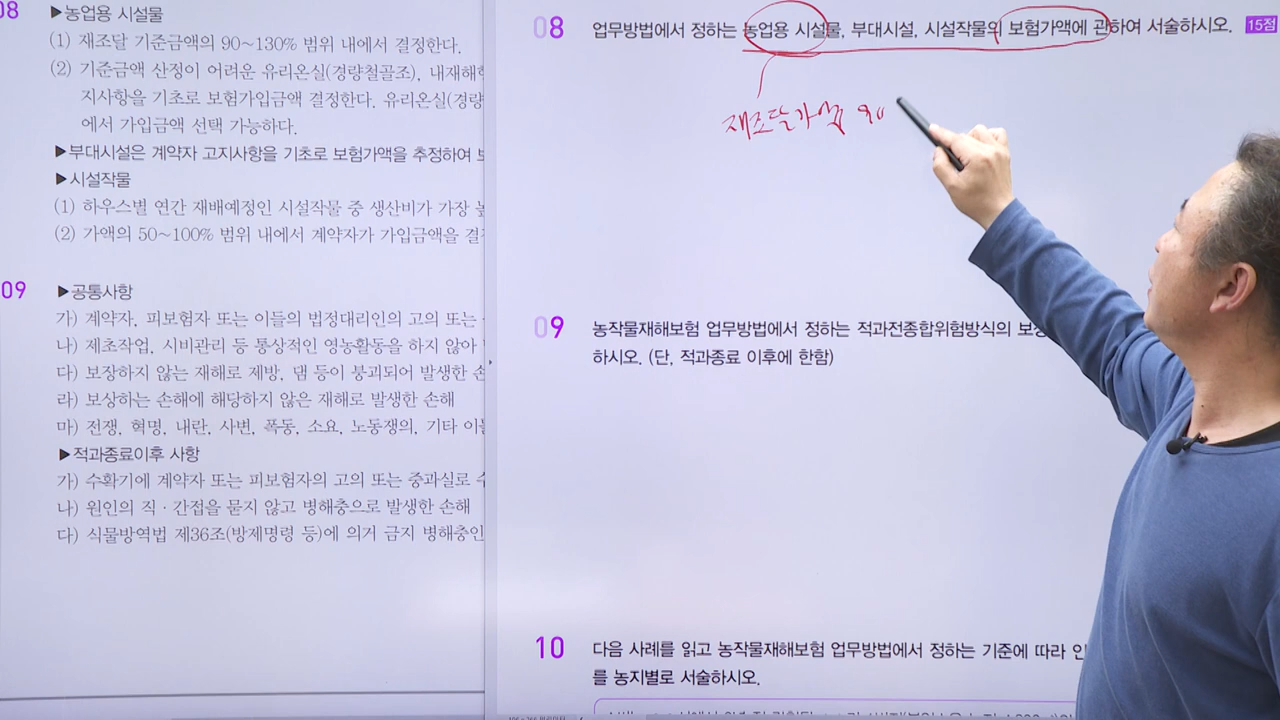 08
▶농업용 시설물
(1) 재조달 기준금액의 90~130% 범위 내에서 결정한다.
(2) 기준금액 산정이 어려운 유리온실(경량철골조), 내재해
지사항을 기초로 보험가입금액 결정한다. 유리온실(경량
에서 가입금액 선택 가능하다.
▶부대시설은 계약자 고지사항을 기초로 보험가액을 추정하여 보
▶시설작물
(1) 하우스별 연간 재배예정인 시설작물 중 생산비가 가장
(2) 가액의 50~100% 범위 내에서 계약자가 가입금액을 결
09
▶공통사항
가) 계약자, 피보험자 또는 이들의 법정대리인의 고의 또는
나) 제초작업, 시비관리 등 통상적인 영농활동을 하지 않아
다) 보장하지 않는 재해로 제방, 댐 등이 붕괴되어 발생한 손
라) 보상하는 손해에 해당하지 않은 재해로 발생한 손해
마) 전쟁, 혁명, 내란, 사변, 폭동, 소요, 노동쟁의, 기타 이
▶적과종료이후 사항
가) 수확기에 계약자 또는 피보험자의 고의 또는 중과실로
나) 원인의 직·간접을 묻지 않고 병해충으로 발생한 손해
다) 식물방역법 제36조(방제명령 등)에 의거 금지 병해충인
08
업무방법에서 정하는 농업용 시설물, 부대시설, 시설작물의 보험가액에 관하여 서술하시오. 15점
재조달가액 90
09
농작물재해보험 업무방법에서 정하는 적과전종합위험방식의 보
하시오. (단, 적과종료 이후에 한함)
10
다음 사례를 읽고 농작물재해보험 업무방법에서 정하는 기준에 따라 인
를 농지별로 서술하시오.